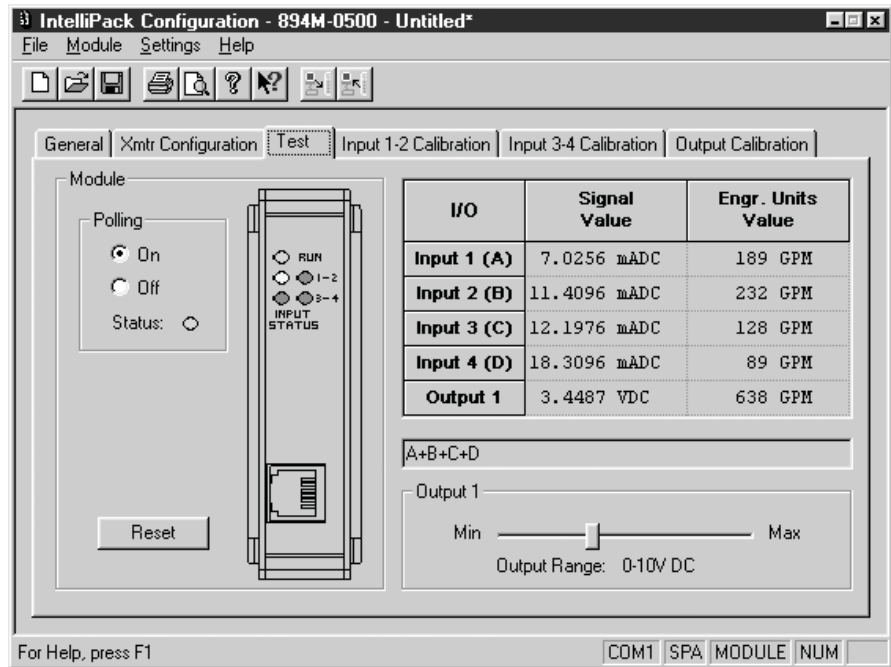 IntelliPack Configuration - 894M-0500 - Untitled*
File Module Settings Help
General Xmtr Configuration Test Input 1-2 Calibration Input 3-4 Calibration Output Calibration
Module
Polling
On
Off
Status:
RUN
1-2
3-4
INPUT
STATUS
Reset
I/O Signal Value Engr. Units Value
Input 1 (A) 7.0256 mADC 189 GPM
Input 2 (B) 11.4096 mADC 232 GPM
Input 3 (C) 12.1976 mADC 128 GPM
Input 4 (D) 18.3096 mADC 89 GPM
Output 1 3.4487 VDC 638 GPM
A+B+C+D
Output 1
Min Max
Output Range: 0-10V DC
For Help, press F1 COM1 SPA MODULE NUM